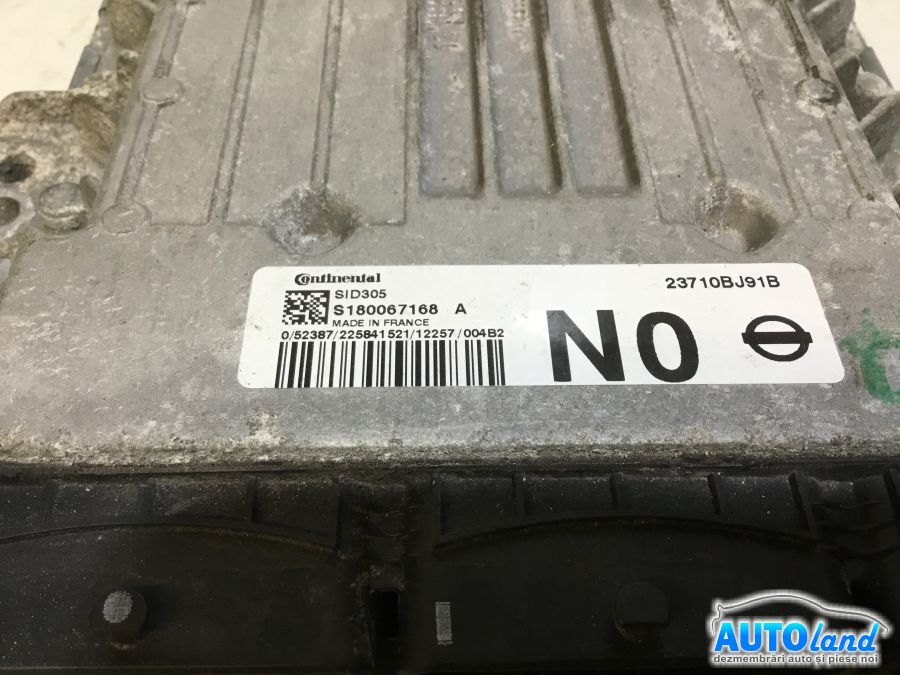 Continental
SID305
S180067168 A
MADE IN FRANCE
0/52387/225841521/12257/004B2
23710BJ91B
N0
AUTOland
dezmembrări auto și piese noi